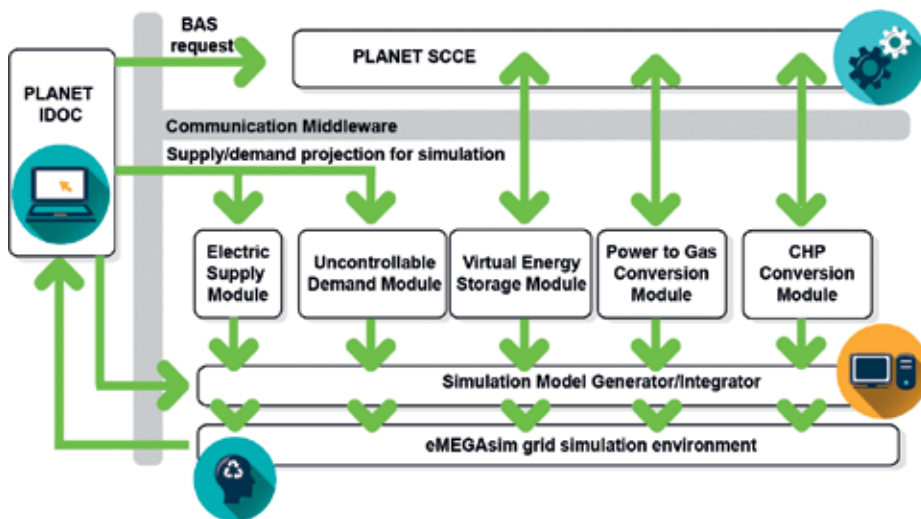 BAS
request
PLANET SCCE
PLANET
IDOC
Communication Middleware
Supply/demand projection for simulation
Electric
Supply
Module
Uncontrollable
Demand Module
Virtual Energy
Storage Module
Power to Gas
Conversion
Module
CHP
Conversion
Module
Simulation Model Generator/Integrator
eMEGAsim grid simulation environment